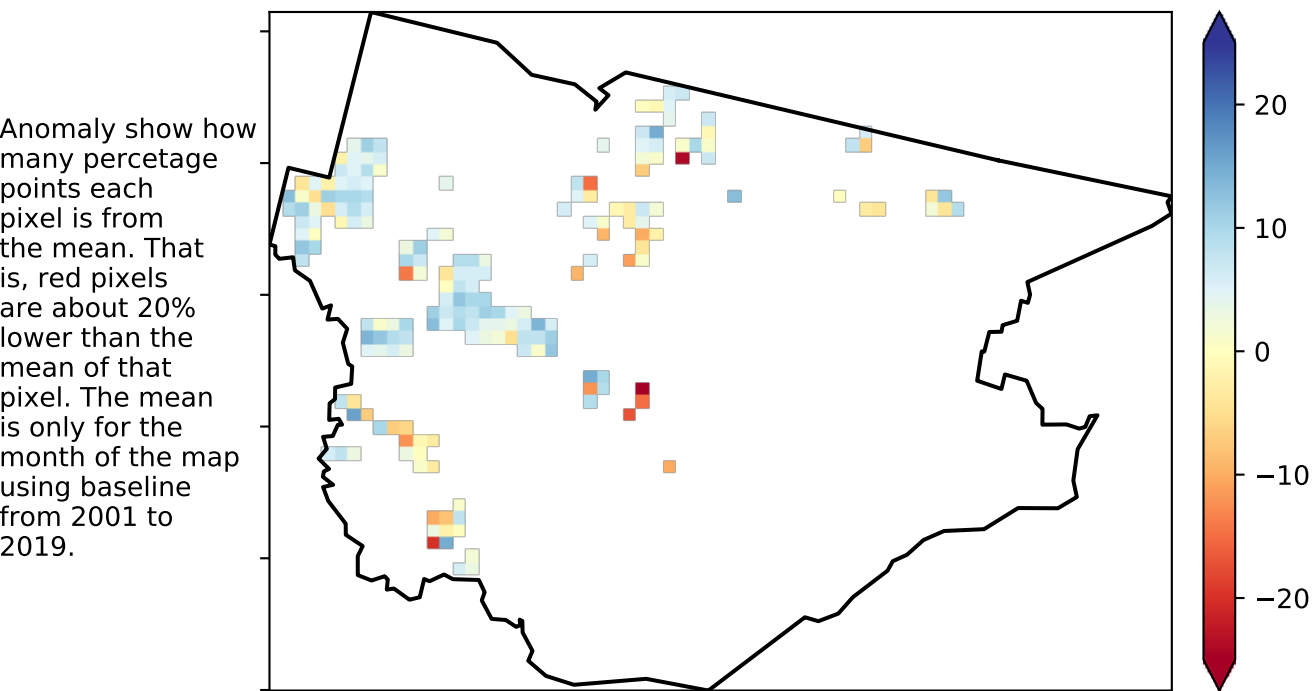 Anomaly show how
many percetage
points each
pixel is from
the mean. That
is, red pixels
are about 20%
lower than the
mean of that
pixel. The mean
is only for the
month of the map
using baseline
from 2001 to
2019.
20
10
0
−10
−20